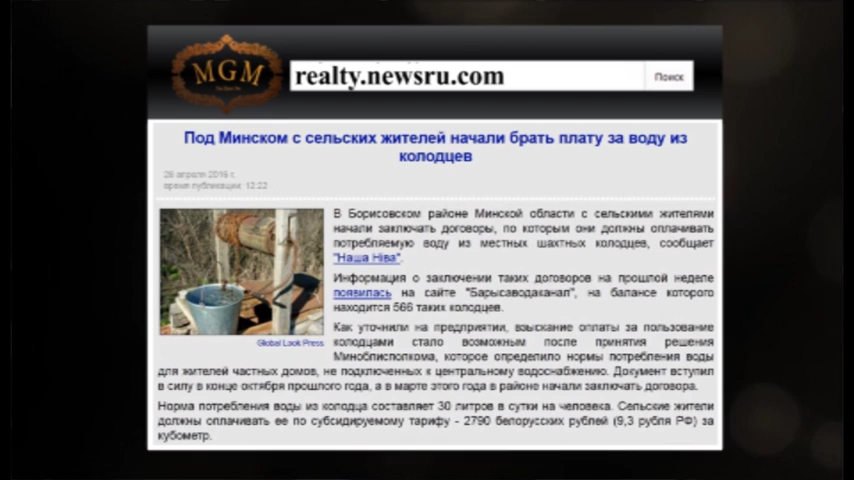 MGM
realty.newsru.com
Поиск
Под Минском с сельских жителей начали брать плату за воду из
колодцев
26 апреля 2016 г.
время публикации: 12:22
В Борисовском районе Минской области с сельскими жителями
начали заключать договоры, по которым они должны оплачивать
потребляемую воду из местных шахтных колодцев, сообщает
"Наша Нiва".
Информация о заключении таких договоров на прошлой неделе
появилась на сайте "Барысаводаканал", на балансе которого
находится 566 таких колодцев.
Global Look Press
Как уточнили на предприятии, взыскание оплаты за пользование
колодцами стало возможным после принятия решения
Миноблисполкома, которое определило нормы потребления воды
для жителей частных домов, не подключенных к центральному водоснабжению. Документ вступил
в силу в конце октября прошлого года, а в марте этого года в районе начали заключать договора.
Норма потребления воды из колодца составляет 30 литров в сутки на человека. Сельские жители
должны оплачивать ее по субсидируемому тарифу - 2790 белорусских рублей (9,3 рубля РФ) за
кубометр.